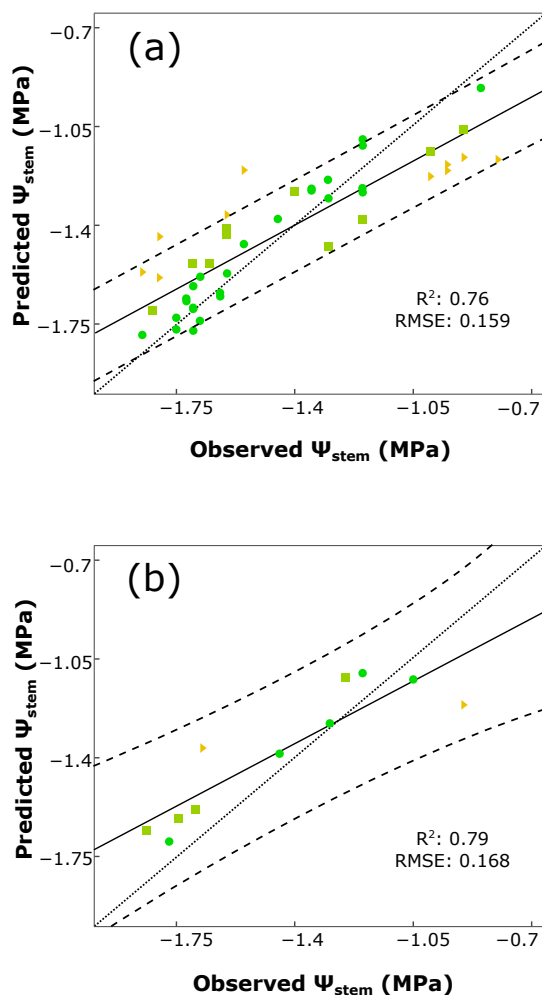 (a)
Predicted Ψstem (MPa)
−0.7
−1.05
−1.4
−1.75
R²: 0.76
RMSE: 0.159
−1.75 −1.4 −1.05 −0.7
Observed Ψstem (MPa)
(b)
Predicted Ψstem (MPa)
−0.7
−1.05
−1.4
−1.75
R²: 0.79
RMSE: 0.168
−1.75 −1.4 −1.05 −0.7
Observed Ψstem (MPa)